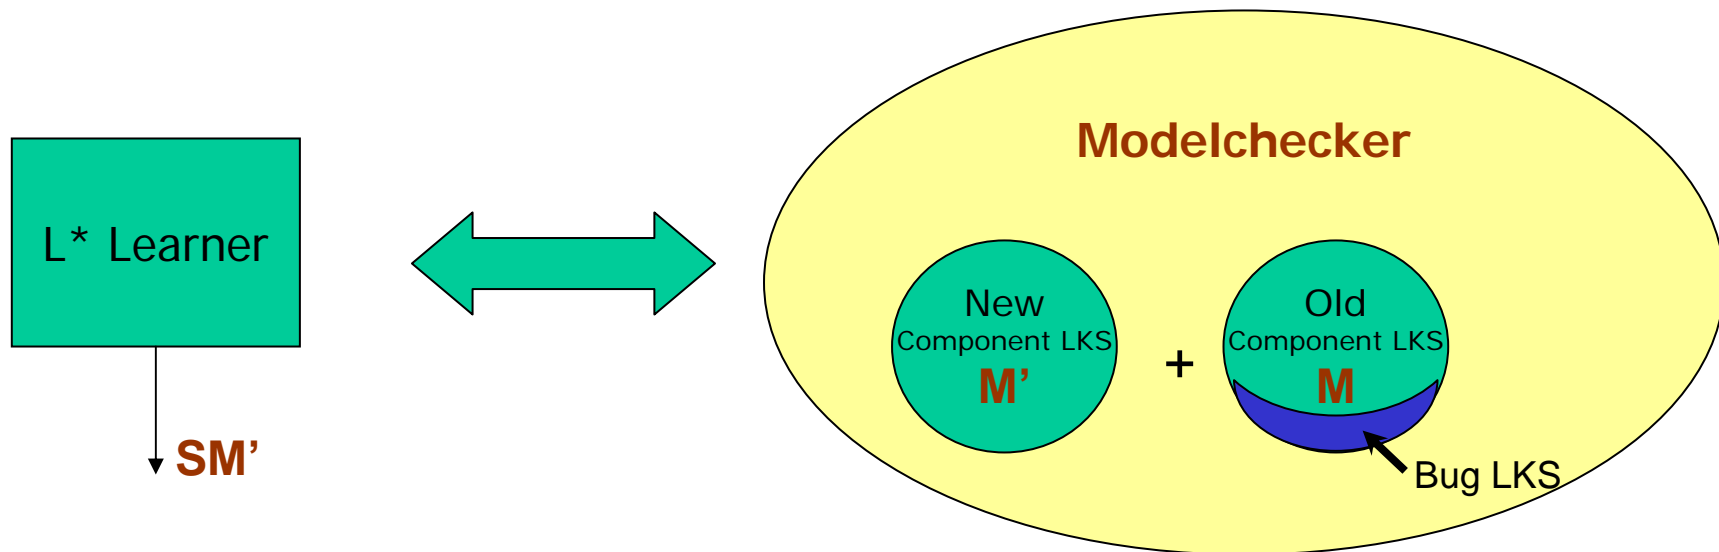 L* Learner
SM’
Modelchecker
New
Component LKS
M’
+
Old
Component LKS
M
Bug LKS